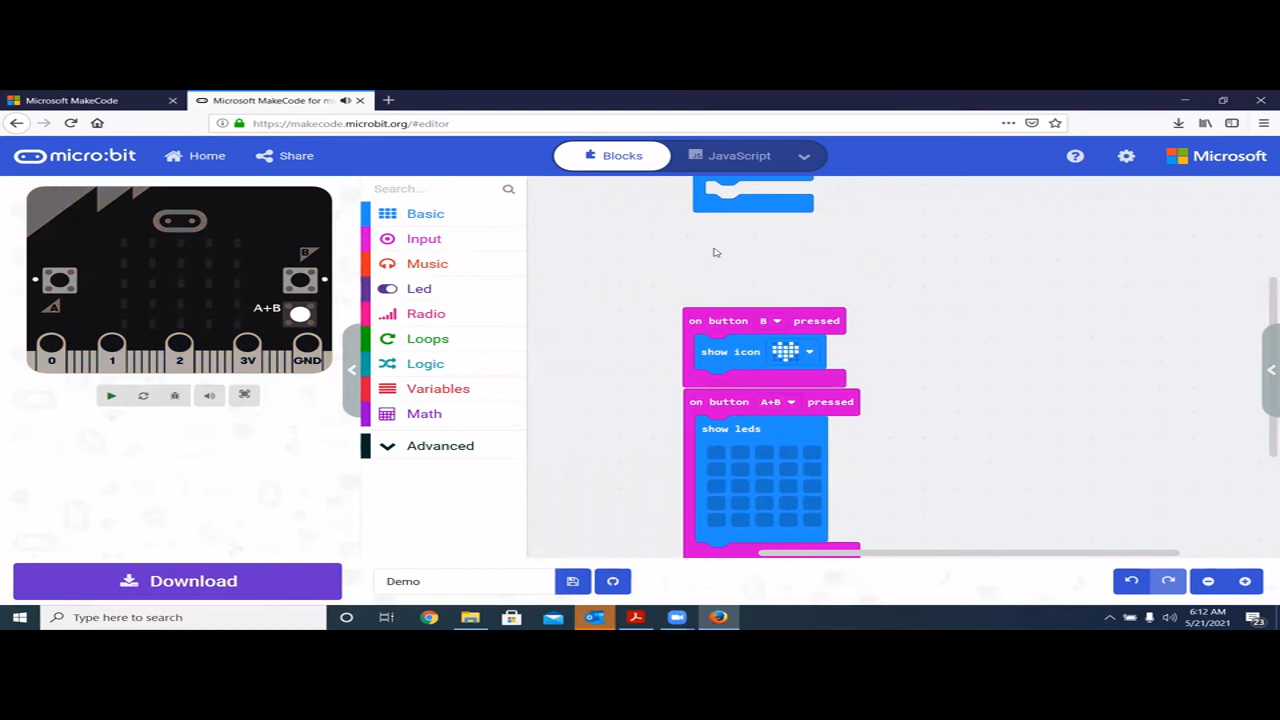 Microsoft MakeCode
Microsoft MakeCode for m
https://makecode.microbit.org/#editor
micro:bit
Home
Share
Blocks
JavaScript
Microsoft
Search...
Basic
Input
Music
Led
Radio
Loops
Logic
Variables
Math
Advanced
B
A
A+B
0 1 2 3V GND
on button B pressed
show icon
on button A+B pressed
show leds
Download
Demo
Type here to search
6:12 AM
5/21/2021
23